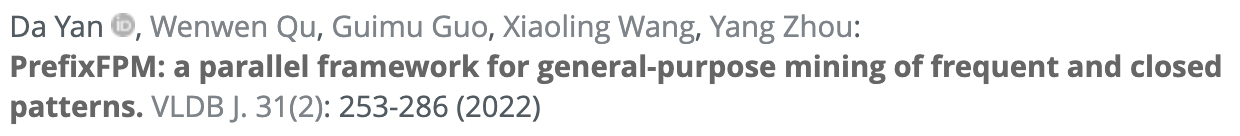 Da Yan iD, Wenwen Qu, Guimu Guo, Xiaoling Wang, Yang Zhou:
PrefixFPM: a parallel framework for general-purpose mining of frequent and closed
patterns. VLDB J. 31(2): 253-286 (2022)